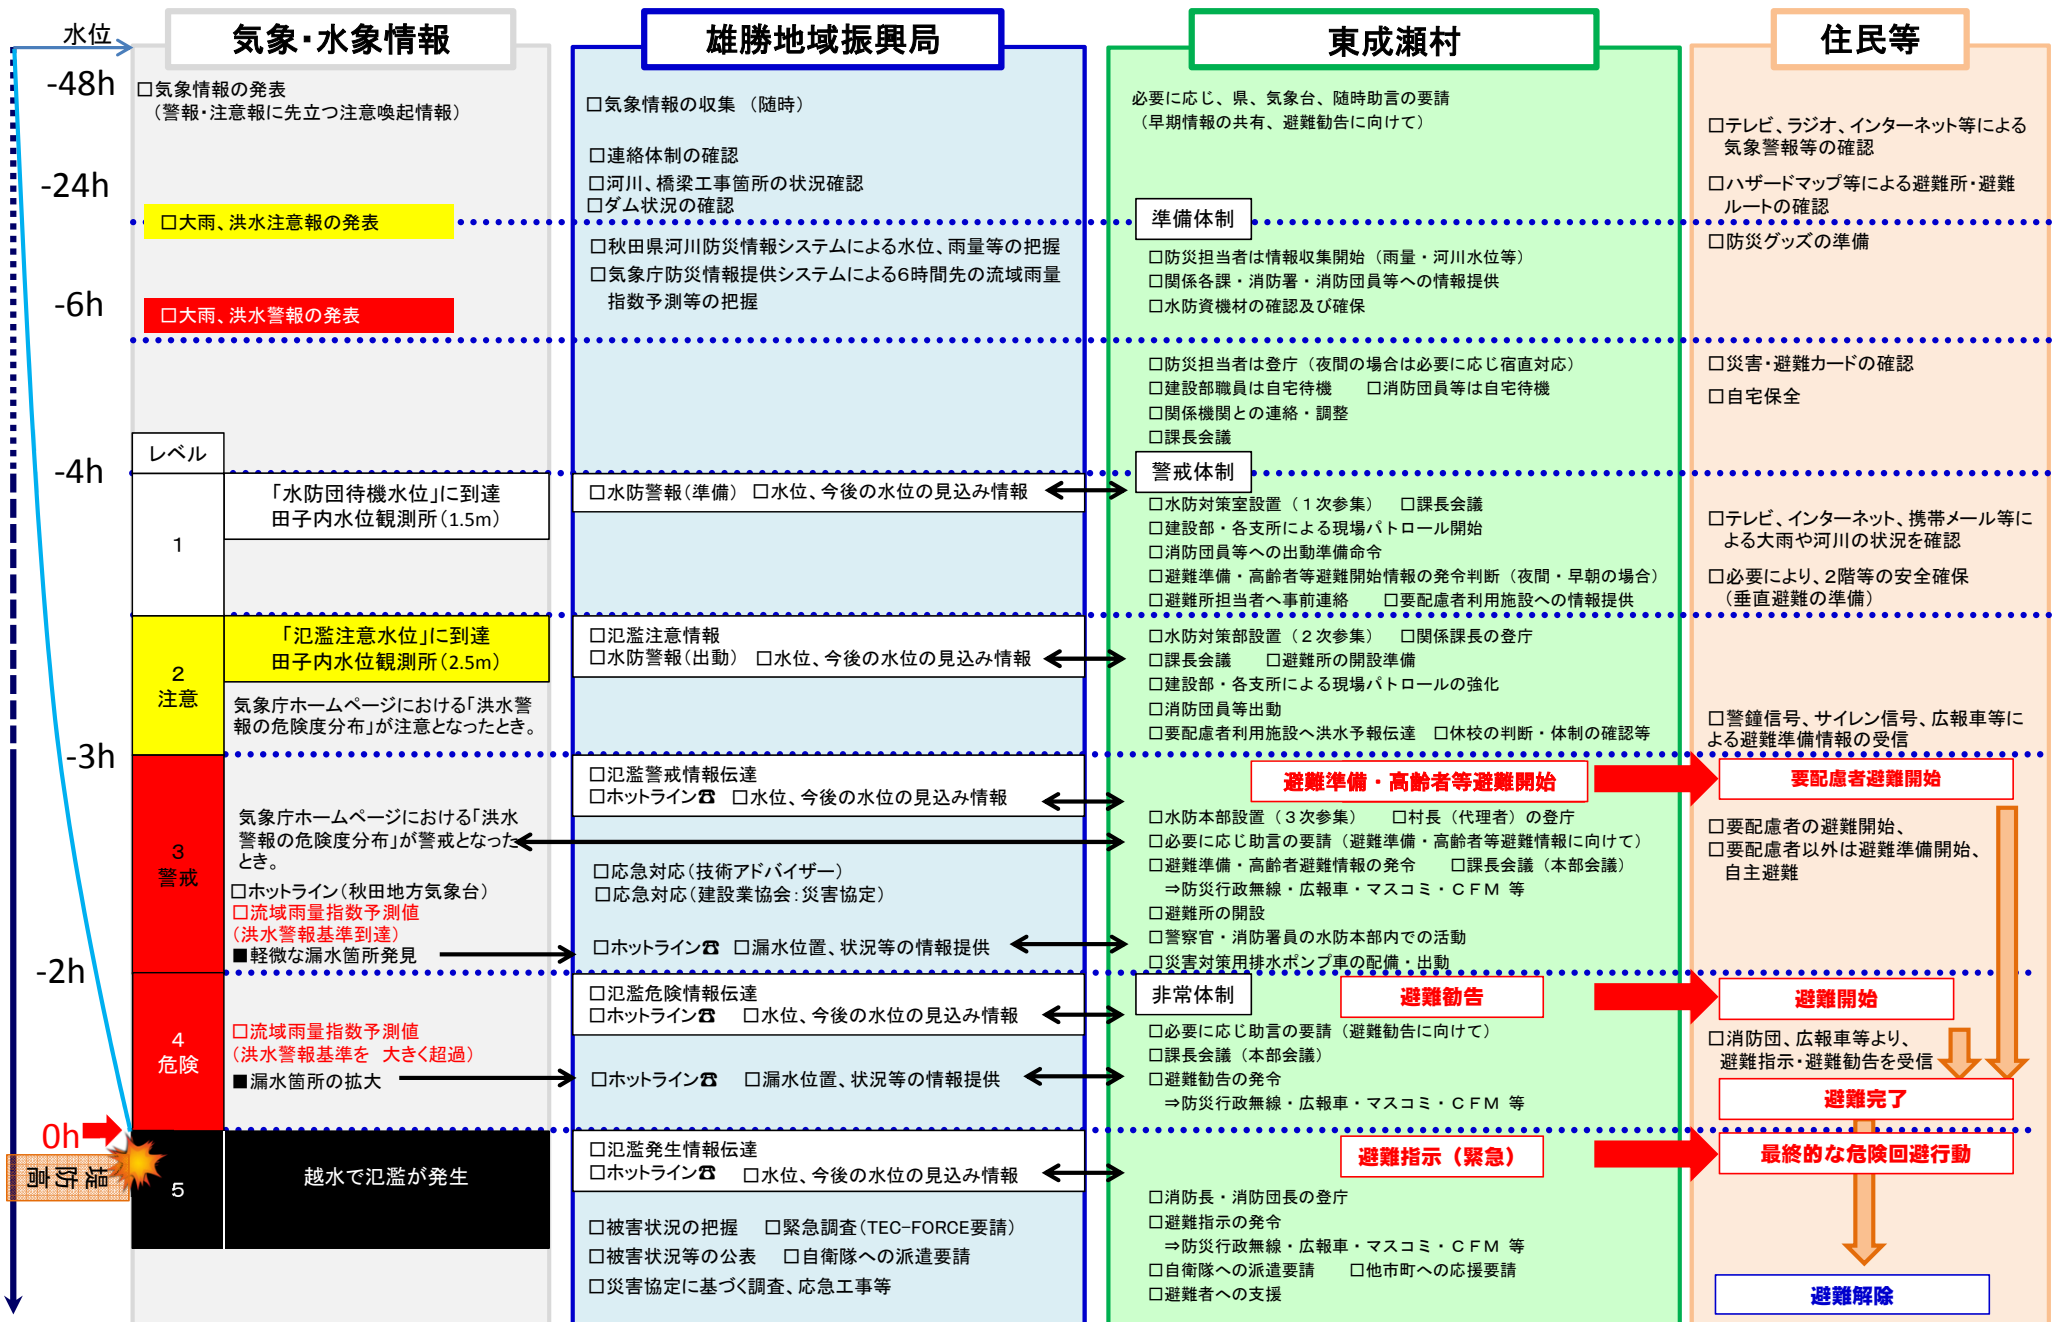 水位
-48h
-24h
-6h
-4h
-3h
-2h
0h
堤防高
気象・水象情報
□気象情報の発表
（警報・注意報に先立つ注意喚起情報）
□大雨、洪水注意報の発表
□大雨、洪水警報の発表
レベル
1
「水防団待機水位」に到達
田子内水位観測所（1.5m）
2
注意
「氾濫注意水位」に到達
田子内水位観測所（2.5m）
気象庁ホームページにおける「洪水警
報の危険度分布」が注意となったとき。
3
警戒
気象庁ホームページにおける「洪水
警報の危険度分布」が警戒となった
とき。
□ホットライン（秋田地方気象台）
□流域雨量指数予測値
（洪水警報基準到達）
■軽微な漏水箇所発見
4
危険
□流域雨量指数予測値
（洪水警報基準を 大きく超過）
■漏水箇所の拡大
5
越水で氾濫が発生
雄勝地域振興局
□気象情報の収集 （随時）
□連絡体制の確認
□河川、橋梁工事箇所の状況確認
□ダム状況の確認
□秋田県河川防災情報システムによる水位、雨量等の把握
□気象庁防災情報提供システムによる6時間先の流域雨量
指数予測等の把握
□水防警報（準備） □水位、今後の水位の見込み情報
□氾濫注意情報
□水防警報（出動） □水位、今後の水位の見込み情報
□氾濫警戒情報伝達
□ホットライン☎ □水位、今後の水位の見込み情報
□応急対応（技術アドバイザー）
□応急対応（建設業協会：災害協定）
□ホットライン☎ □漏水位置、状況等の情報提供
□氾濫危険情報伝達
□ホットライン☎ □水位、今後の水位の見込み情報
□ホットライン☎ □漏水位置、状況等の情報提供
□氾濫発生情報伝達
□ホットライン☎ □水位、今後の水位の見込み情報
□被害状況の把握 □緊急調査（TEC-FORCE要請）
□被害状況等の公表 □自衛隊への派遣要請
□災害協定に基づく調査、応急工事等
東成瀬村
必要に応じ、県、気象台、随時助言の要請
（早期情報の共有、避難勧告に向けて）
準備体制
□防災担当者は情報収集開始（雨量・河川水位等）
□関係各課・消防署・消防団員等への情報提供
□水防資機材の確認及び確保
□防災担当者は登庁（夜間の場合は必要に応じ宿直対応）
□建設部職員は自宅待機 □消防団員等は自宅待機
□関係機関との連絡・調整
□課長会議
警戒体制
□水防対策室設置（１次参集） □課長会議
□建設部・各支所による現場パトロール開始
□消防団員等への出動準備命令
□避難準備・高齢者等避難開始情報の発令判断（夜間・早朝の場合）
□避難所担当者へ事前連絡 □要配慮者利用施設への情報提供
□水防対策部設置（２次参集） □関係課長の登庁
□課長会議 □避難所の開設準備
□建設部・各支所による現場パトロールの強化
□消防団員等出動
□要配慮者利用施設へ洪水予報伝達 □休校の判断・体制の確認等
避難準備・高齢者等避難開始
□水防本部設置（３次参集） □村長（代理者）の登庁
□必要に応じ助言の要請（避難準備・高齢者等避難情報に向けて）
□避難準備・高齢者避難情報の発令 □課長会議（本部会議）
⇒防災行政無線・広報車・マスコミ・ＣＦＭ 等
□避難所の開設
□警察官・消防署員の水防本部内での活動
□災害対策用排水ポンプ車の配備・出動
非常体制
避難勧告
□必要に応じ助言の要請（避難勧告に向けて）
□課長会議（本部会議）
□避難勧告の発令
⇒防災行政無線・広報車・マスコミ・ＣＦＭ 等
避難指示（緊急）
□消防長・消防団長の登庁
□避難指示の発令
⇒防災行政無線・広報車・マスコミ・ＣＦＭ 等
□自衛隊への派遣要請 □他市町への応援要請
□避難者への支援
住民等
□テレビ、ラジオ、インターネット等による
気象警報等の確認
□ハザードマップ等による避難所・避難
ルートの確認
□防災グッズの準備
□災害・避難カードの確認
□自宅保全
□テレビ、インターネット、携帯メール等に
よる大雨や河川の状況を確認
□必要により、2階等の安全確保
（垂直避難の準備）
□警鐘信号、サイレン信号、広報車等に
よる避難準備情報の受信
要配慮者避難開始
□要配慮者の避難開始、
□要配慮者以外は避難準備開始、
自主避難
避難開始
□消防団、広報車等より、
避難指示・避難勧告を受信
避難完了
最終的な危険回避行動
避難解除